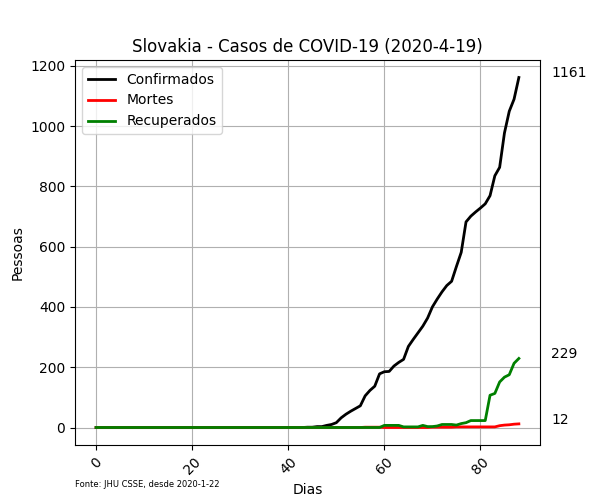 Slovakia - Casos de COVID-19 (2020-4-19)
Confirmados
Mortes
Recuperados
1200
1000
800
600
400
200
0
Pessoas
1161
229
12
0
20
40
60
80
Dias
Fonte: JHU CSSE, desde 2020-1-22